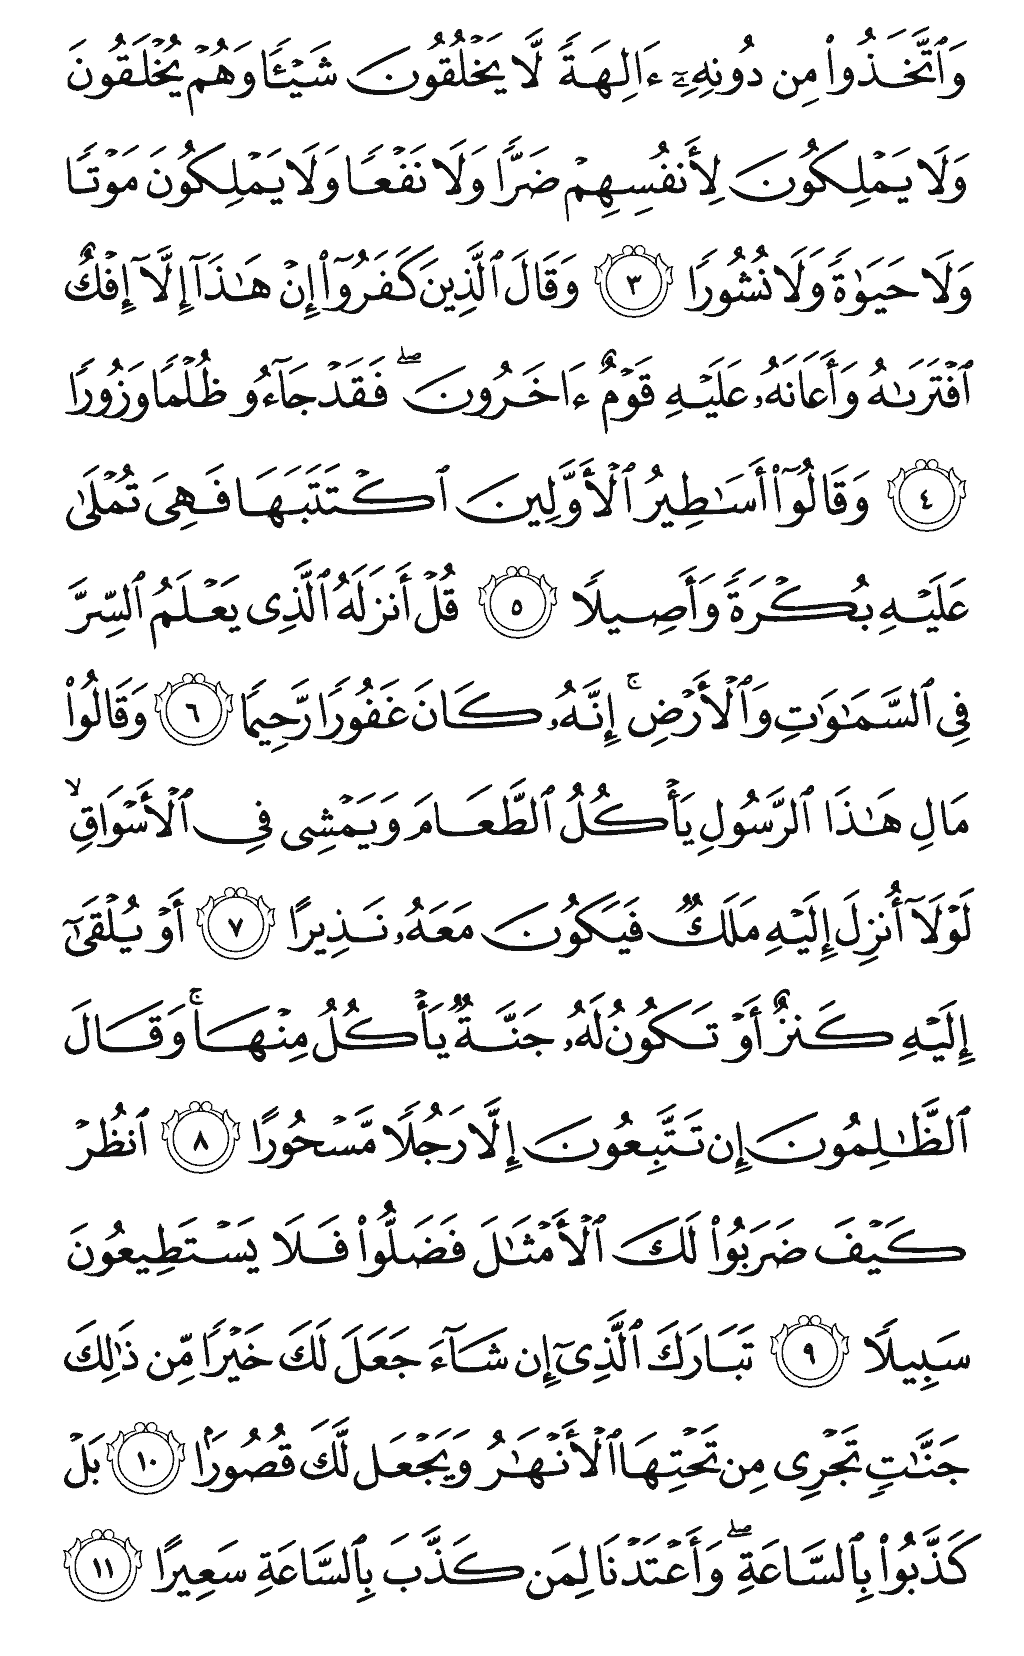 وَٱتَّخَذُوا۟ مِن دُونِهِۦٓ ءَالِهَةً لَّا يَخْلُقُونَ شَيْـًٔا وَهُمْ يُخْلَقُونَ
وَلَا يَمْلِكُونَ لِأَنفُسِهِمْ ضَرًّا وَلَا نَفْعًا وَلَا يَمْلِكُونَ مَوْتًا
وَلَا حَيَوٰةً وَلَا نُشُورًا ٣ وَقَالَ ٱلَّذِينَ كَفَرُوٓا۟ إِنْ هَـٰذَآ إِلَّآ إِفْكٌ
ٱفْتَرَىٰهُ وَأَعَانَهُۥ عَلَيْهِ قَوْمٌ ءَاخَرُونَ ۖ فَقَدْ جَآءُو ظُلْمًا وَزُورًا
٤ وَقَالُوٓا۟ أَسَـٰطِيرُ ٱلْأَوَّلِينَ ٱكْتَتَبَهَا فَهِىَ تُمْلَىٰ
عَلَيْهِ بُكْرَةً وَأَصِيلًا ٥ قُلْ أَنزَلَهُ ٱلَّذِى يَعْلَمُ ٱلسِّرَّ
فِى ٱلسَّمَـٰوَٰتِ وَٱلْأَرْضِ ۚ إِنَّهُۥ كَانَ غَفُورًا رَّحِيمًا ٦ وَقَالُوا۟
مَالِ هَـٰذَا ٱلرَّسُولِ يَأْكُلُ ٱلطَّعَامَ وَيَمْشِى فِى ٱلْأَسْوَاقِ ۙ
لَوْلَآ أُنزِلَ إِلَيْهِ مَلَكٌ فَيَكُونَ مَعَهُۥ نَذِيرًا ٧ أَوْ يُلْقَىٰٓ
إِلَيْهِ كَنزٌ أَوْ تَكُونُ لَهُۥ جَنَّةٌ يَأْكُلُ مِنْهَا ۚ وَقَالَ
ٱلظَّـٰلِمُونَ إِن تَتَّبِعُونَ إِلَّا رَجُلًا مَّسْحُورًا ٨ ٱنظُرْ
كَيْفَ ضَرَبُوا۟ لَكَ ٱلْأَمْثَـٰلَ فَضَلُّوا۟ فَلَا يَسْتَطِيعُونَ
سَبِيلًا ٩ تَبَارَكَ ٱلَّذِىٓ إِن شَآءَ جَعَلَ لَكَ خَيْرًا مِّن ذَٰلِكَ
جَنَّـٰتٍ تَجْرِى مِن تَحْتِهَا ٱلْأَنْهَـٰرُ وَيَجْعَل لَّكَ قُصُورًۢا ١٠ بَلْ
كَذَّبُوا۟ بِٱلسَّاعَةِ ۖ وَأَعْتَدْنَا لِمَن كَذَّبَ بِٱلسَّاعَةِ سَعِيرًا ١١